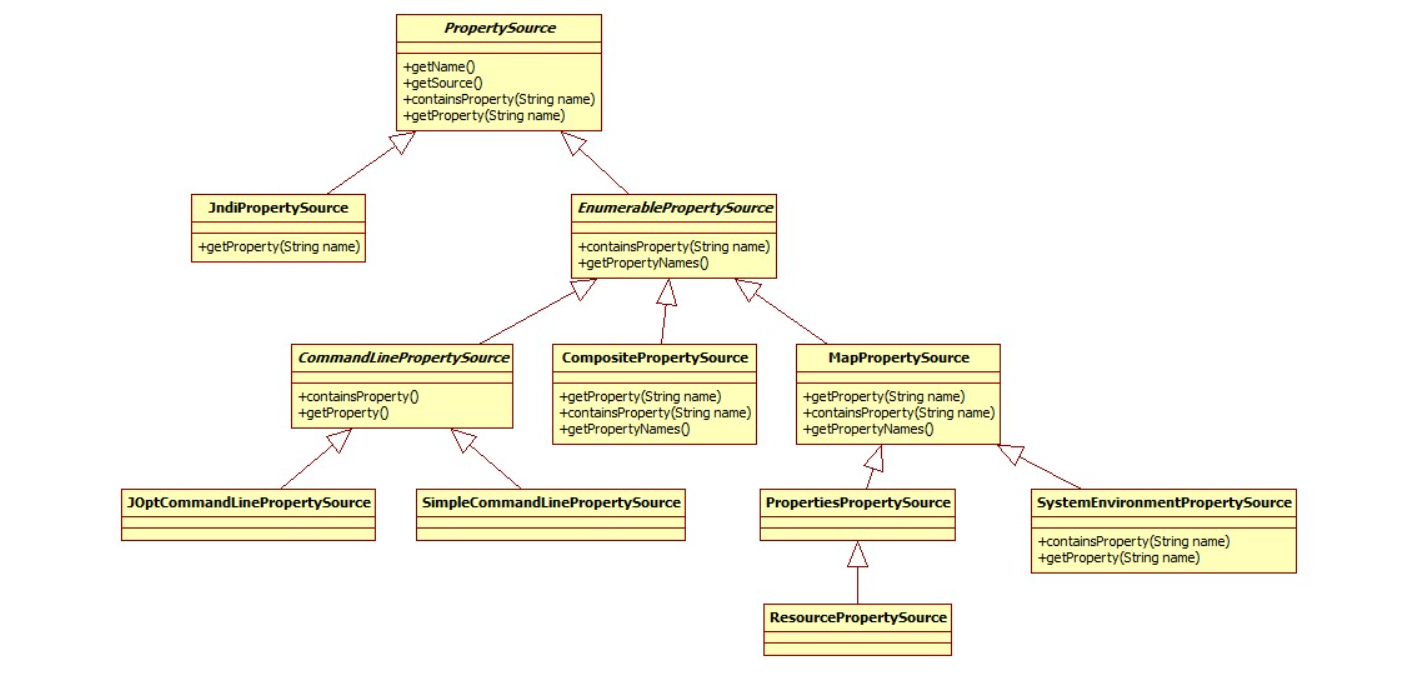 PropertySource
+getName()
+getSource()
+containsProperty(String name)
+getProperty(String name)
JndiPropertySource
+getProperty(String name)
EnumerablePropertySource
+containsProperty(String name)
+getPropertyNames()
CommandLinePropertySource
+containsProperty()
+getProperty()
CompositePropertySource
+getProperty(String name)
+containsProperty(String name)
+getPropertyNames()
MapPropertySource
+getProperty(String name)
+containsProperty(String name)
+getPropertyNames()
JOptCommandLinePropertySource
SimpleCommandLinePropertySource
PropertiesPropertySource
SystemEnvironmentPropertySource
+containsProperty(String name)
+getProperty(String name)
ResourcePropertySource